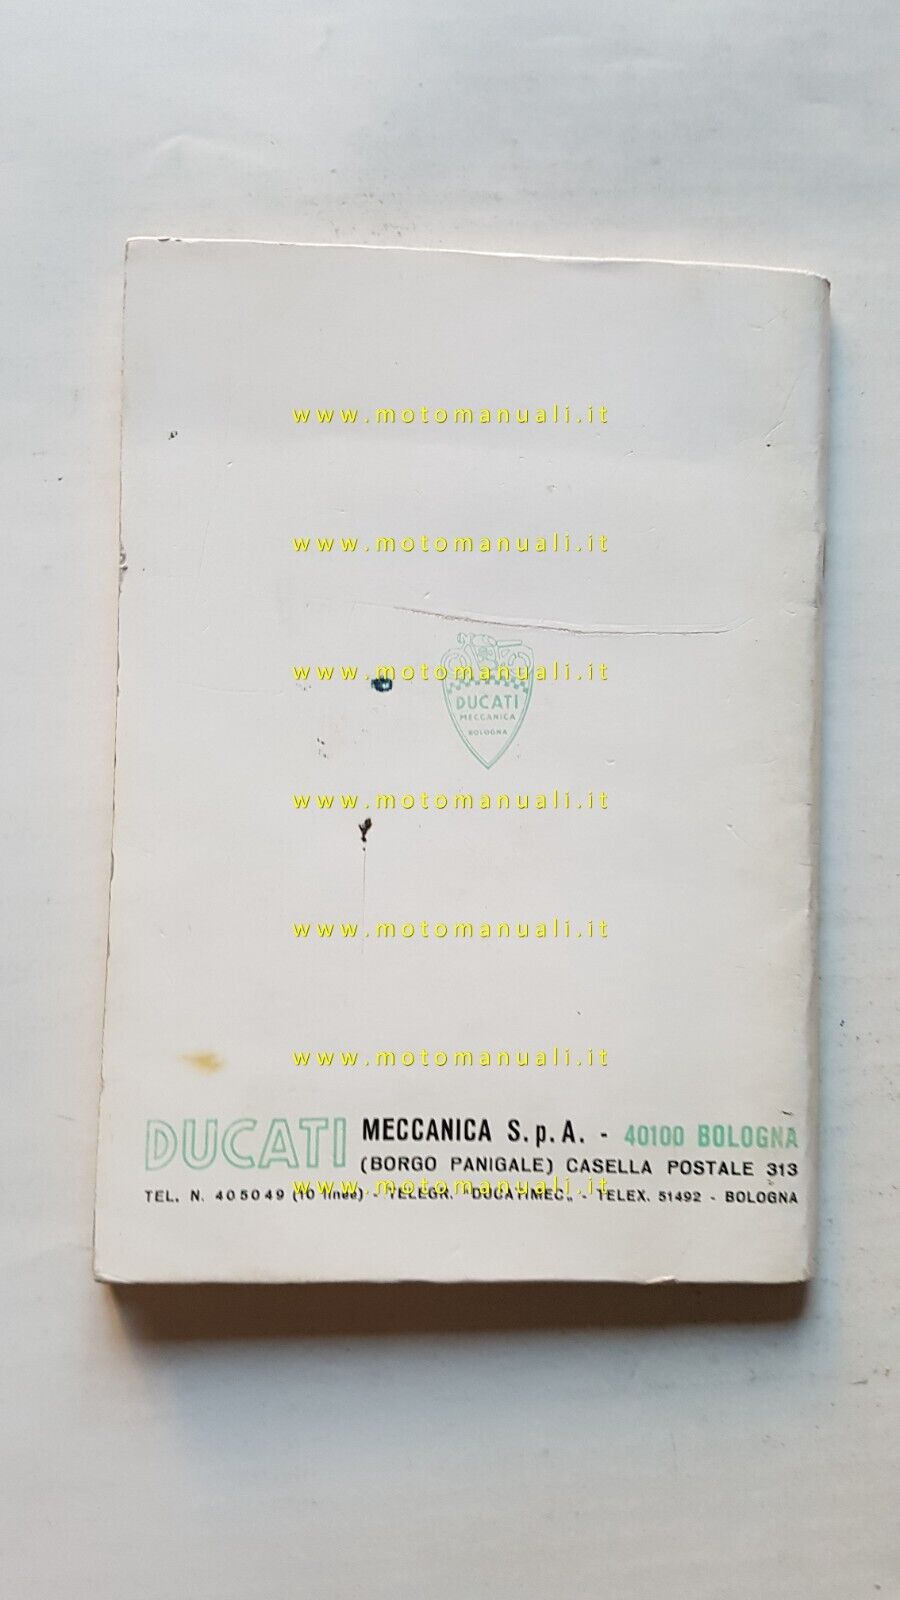 www.motomanuali.it
www.motomanuali.it
www.motomanuali.it
DUCATI
MECCANICA
BOLOGNA
www.motomanuali.it
www.motomanuali.it
www.motomanuali.it
DUCATI MECCANICA S.p.A. - 40100 BOLOGNA
(BORGO PANIGALE) CASELLA POSTALE 313
TEL. N. 405049 (10 linee) - TELEGR. "DUCATIMEC„ - TELEX. 51492 - BOLOGNA
www.motomanuali.it